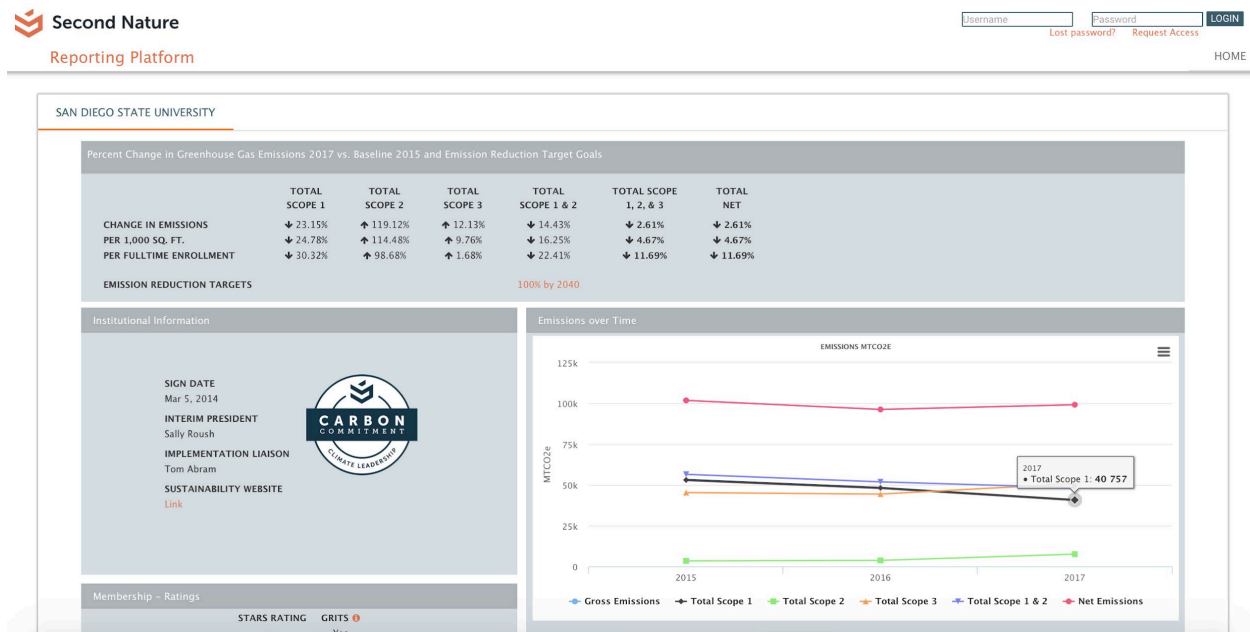 Second Nature
Username
Password
LOGIN
Lost password?
Request Access
Reporting Platform
HOME
SAN DIEGO STATE UNIVERSITY
Percent Change in Greenhouse Gas Emissions 2017 vs. Baseline 2015 and Emission Reduction Target Goals
TOTAL TOTAL TOTAL TOTAL TOTAL SCOPE TOTAL
SCOPE 1 SCOPE 2 SCOPE 3 SCOPE 1 & 2 1, 2, & 3 NET
CHANGE IN EMISSIONS ↓ 23.15% ↑ 119.12% ↑ 12.13% ↓ 14.43% ↓ 2.61% ↓ 2.61%
PER 1,000 SQ. FT. ↓ 24.78% ↑ 114.48% ↑ 9.76% ↓ 16.25% ↓ 4.67% ↓ 4.67%
PER FULLTIME ENROLLMENT ↓ 30.32% ↑ 98.68% ↑ 1.68% ↓ 22.41% ↓ 11.69% ↓ 11.69%
EMISSION REDUCTION TARGETS 100% by 2040
Institutional Information
SIGN DATE
Mar 5, 2014
INTERIM PRESIDENT
Sally Roush
IMPLEMENTATION LIAISON
Tom Abram
SUSTAINABILITY WEBSITE
Link
CARBON
COMMITMENT
CLIMATE LEADERSHIP
Emissions over Time
EMISSIONS MTCO2E
MTCO2e
125k
100k
75k
50k
25k
0
2017
• Total Scope 1: 40 757
2015 2016 2017
Gross Emissions Total Scope 1 Total Scope 2 Total Scope 3 Total Scope 1 & 2 Net Emissions
Membership - Ratings
STARS RATING GRITS